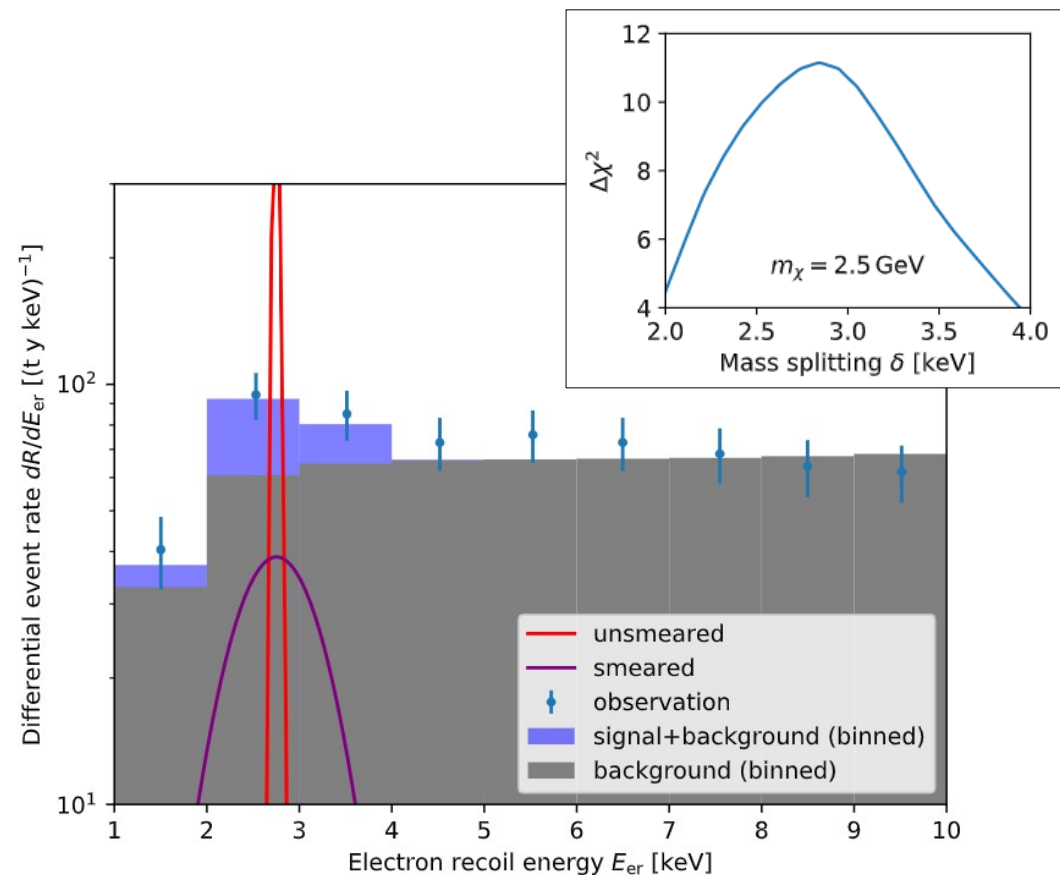 12
10
8
6
4
Δχ²
mχ = 2.5 GeV
2.0 2.5 3.0 3.5 4.0
Mass splitting δ [keV]
Differential event rate dR/dE_er [(t y keV)⁻¹]
10²
10¹
unsmeared
smeared
observation
signal+background (binned)
background (binned)
1 2 3 4 5 6 7 8 9 10
Electron recoil energy E_er [keV]